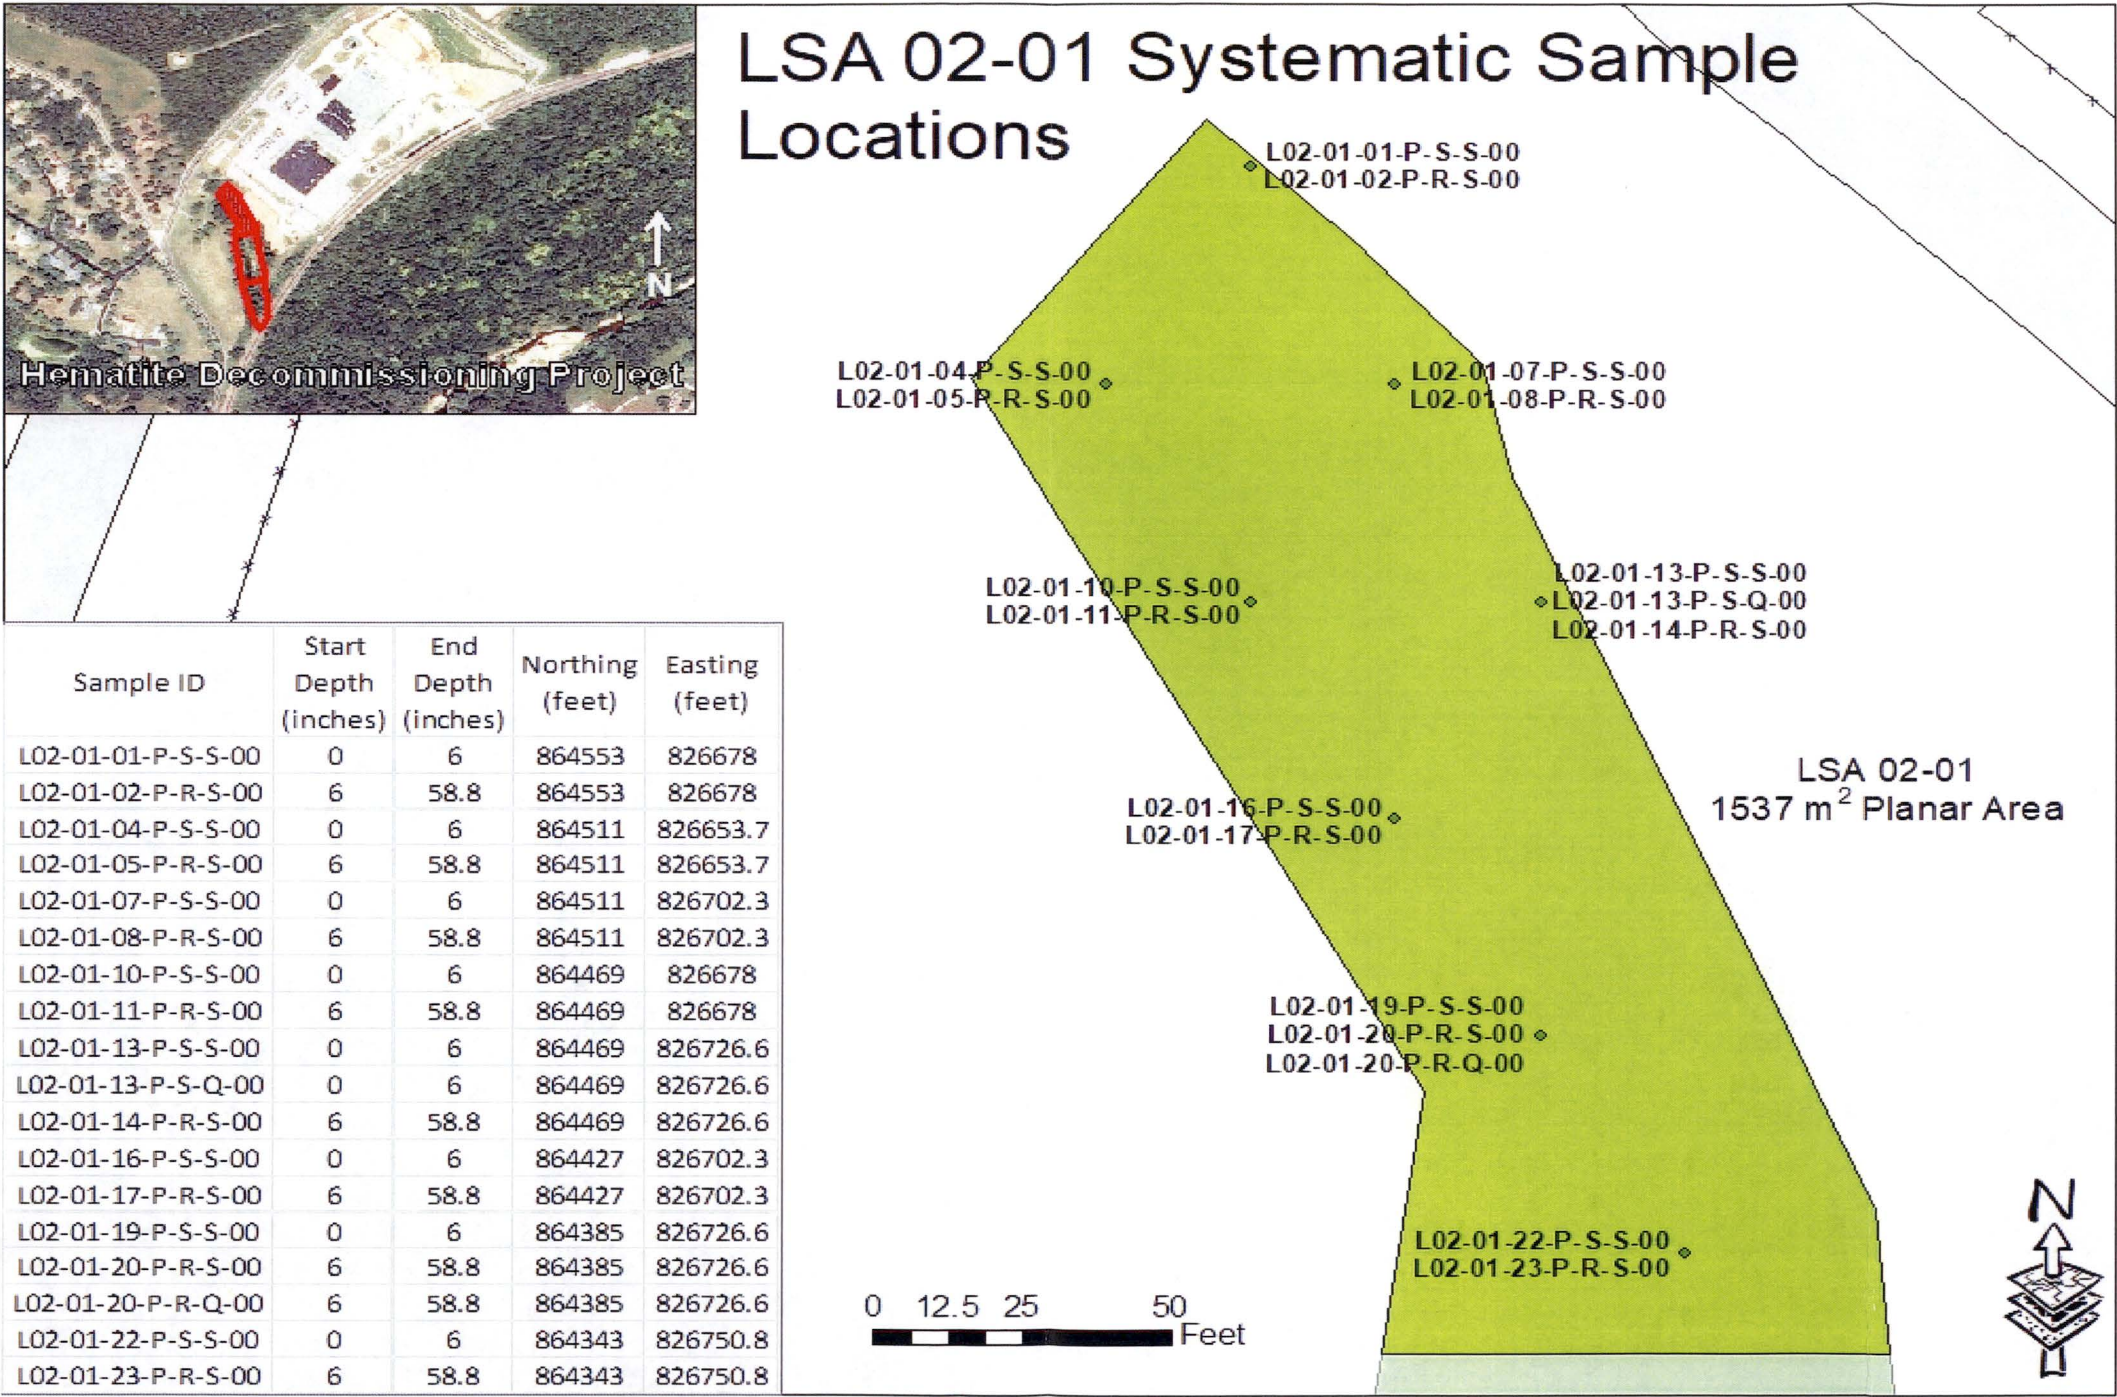 LSA 02-01 Systematic Sample
Locations
N
Hematite Decommissioning Project
L02-01-01-P-S-S-00
L02-01-02-P-R-S-00
L02-01-04-P-S-S-00
L02-01-05-P-R-S-00
L02-01-07-P-S-S-00
L02-01-08-P-R-S-00
L02-01-10-P-S-S-00
L02-01-11-P-R-S-00
L02-01-13-P-S-S-00
L02-01-13-P-S-Q-00
L02-01-14-P-R-S-00
L02-01-16-P-S-S-00
L02-01-17-P-R-S-00
LSA 02-01
1537 m² Planar Area
L02-01-19-P-S-S-00
L02-01-20-P-R-S-00
L02-01-20-P-R-Q-00
L02-01-22-P-S-S-00
L02-01-23-P-R-S-00
0 12.5 25 50
Feet
N
Sample ID Start Depth (inches) End Depth (inches) Northing (feet) Easting (feet)
L02-01-01-P-S-S-00 0 6 864553 826678
L02-01-02-P-R-S-00 6 58.8 864553 826678
L02-01-04-P-S-S-00 0 6 864511 826653.7
L02-01-05-P-R-S-00 6 58.8 864511 826653.7
L02-01-07-P-S-S-00 0 6 864511 826702.3
L02-01-08-P-R-S-00 6 58.8 864511 826702.3
L02-01-10-P-S-S-00 0 6 864469 826678
L02-01-11-P-R-S-00 6 58.8 864469 826678
L02-01-13-P-S-S-00 0 6 864469 826726.6
L02-01-13-P-S-Q-00 0 6 864469 826726.6
L02-01-14-P-R-S-00 6 58.8 864469 826726.6
L02-01-16-P-S-S-00 0 6 864427 826702.3
L02-01-17-P-R-S-00 6 58.8 864427 826702.3
L02-01-19-P-S-S-00 0 6 864385 826726.6
L02-01-20-P-R-S-00 6 58.8 864385 826726.6
L02-01-20-P-R-Q-00 6 58.8 864385 826726.6
L02-01-22-P-S-S-00 0 6 864343 826750.8
L02-01-23-P-R-S-00 6 58.8 864343 826750.8